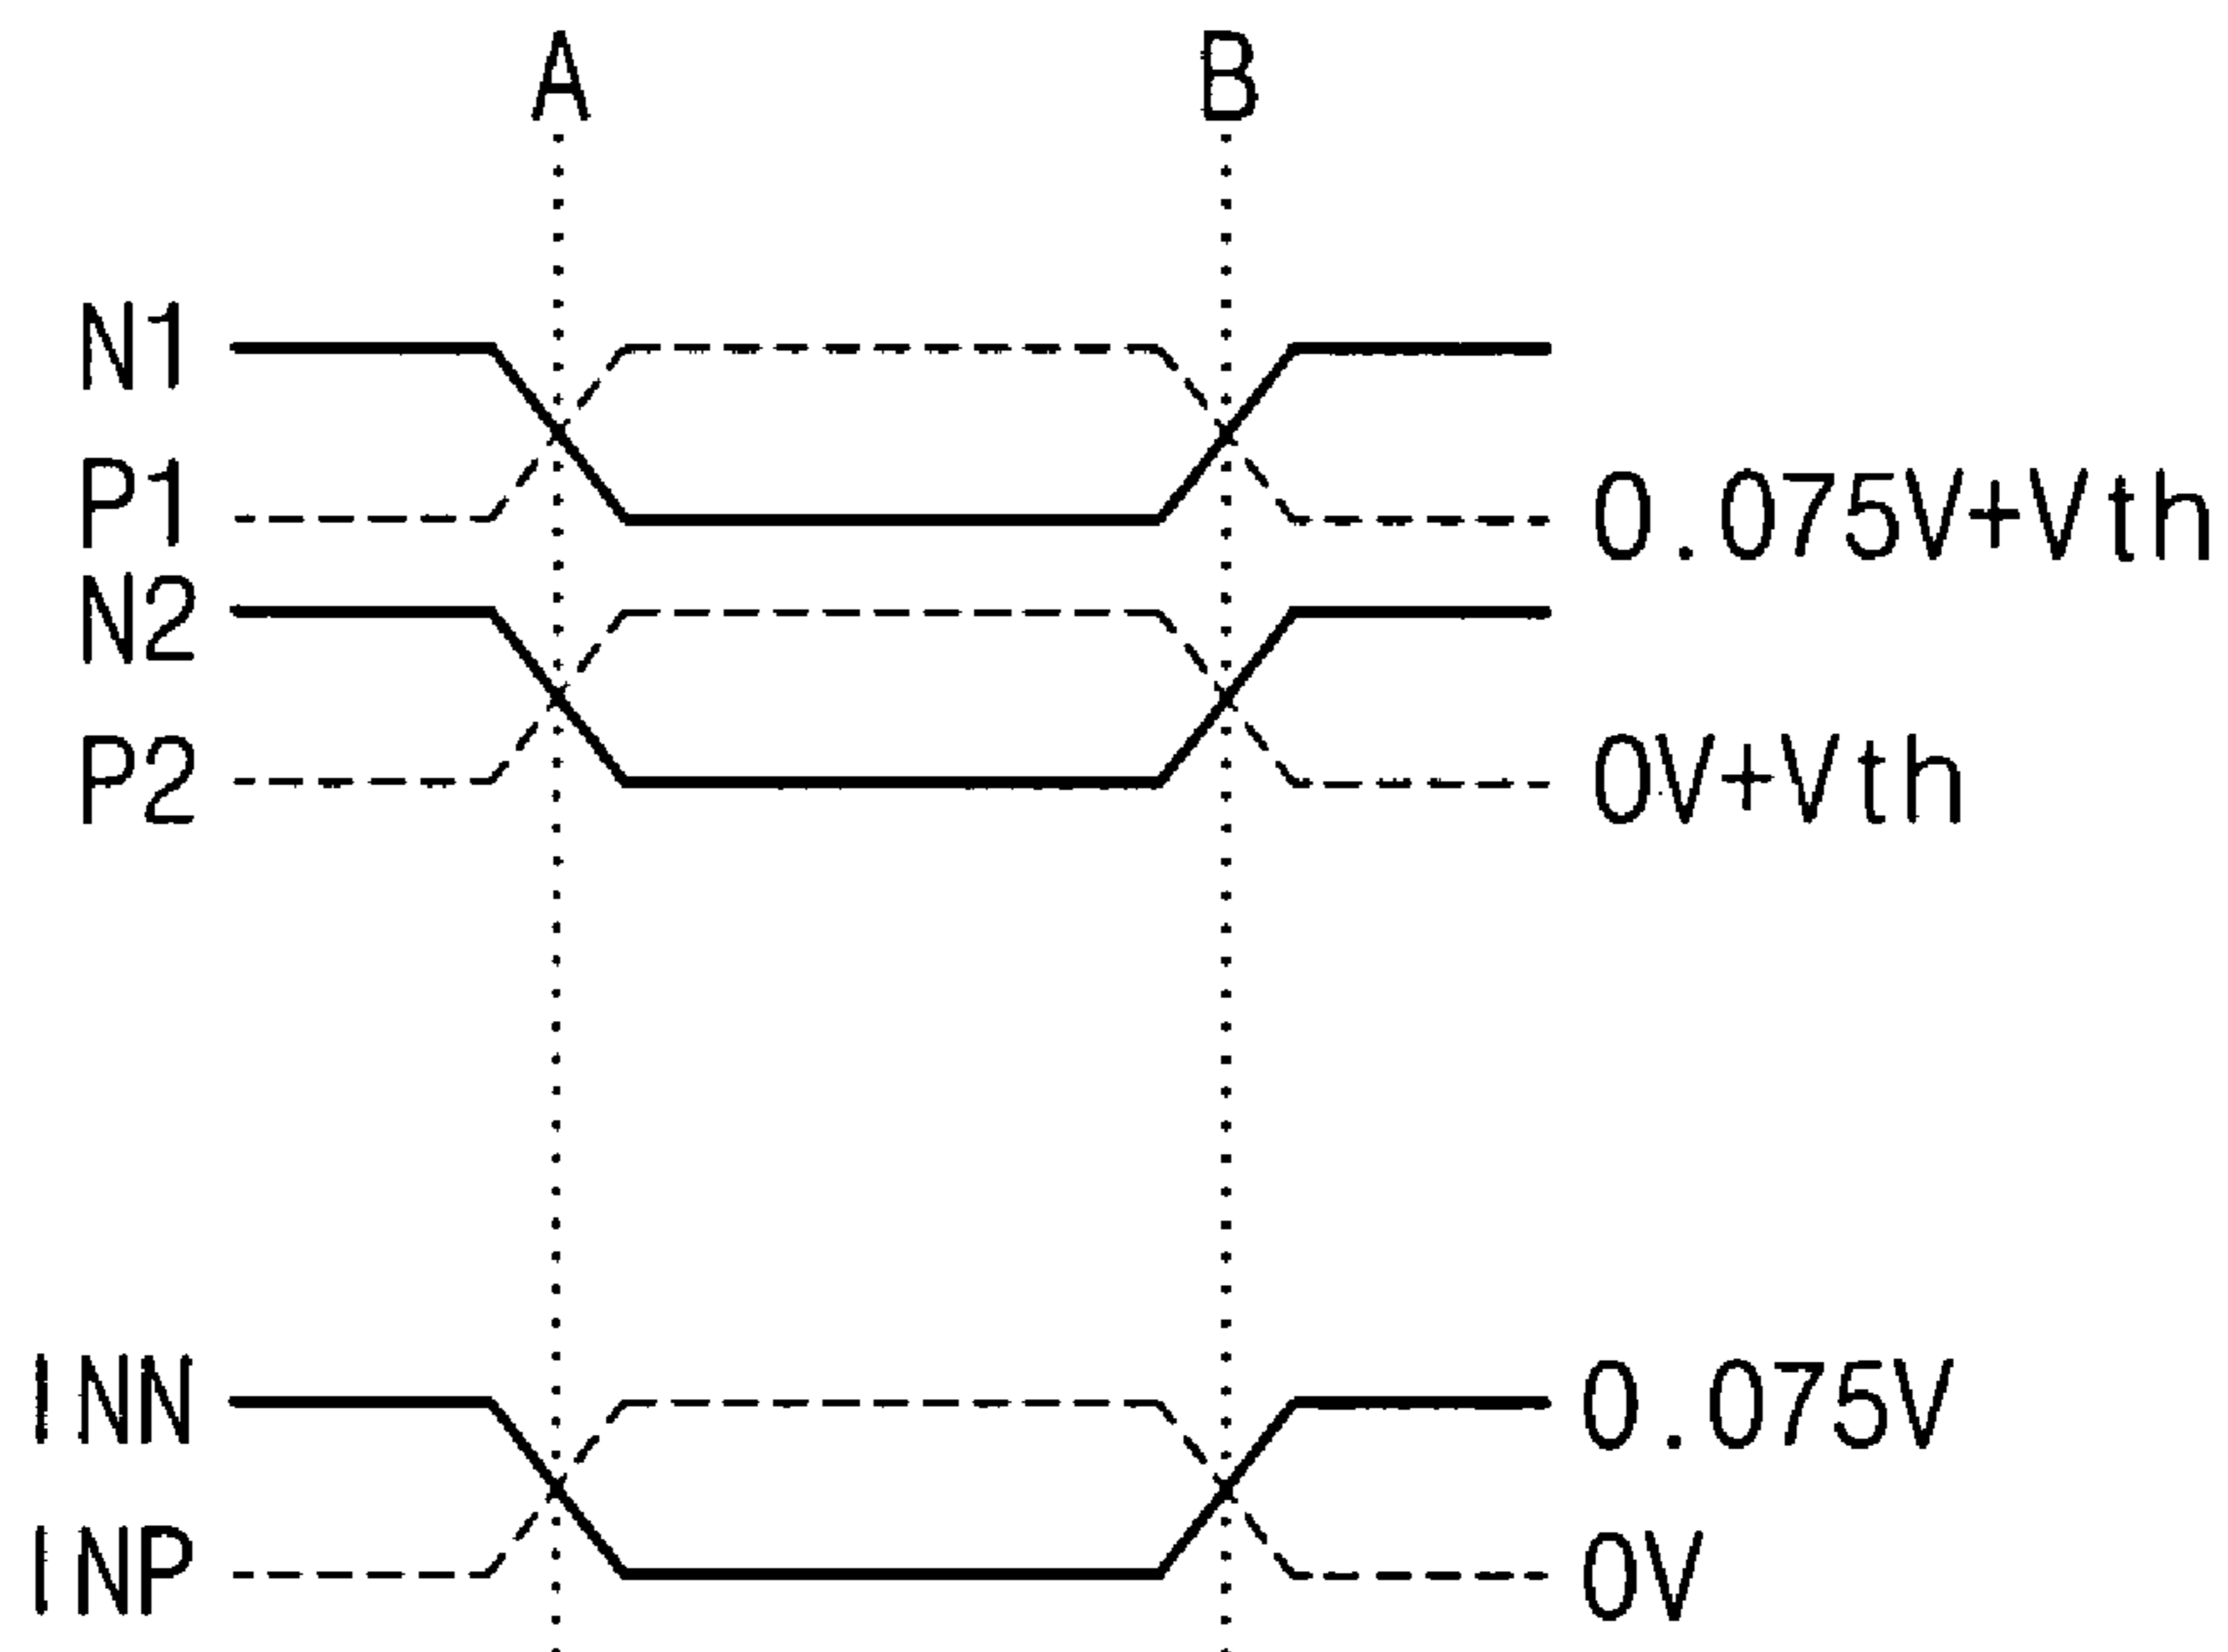 A B
N1
P1 0.075V+Vth
N2
P2 0V+Vth
INN 0.075V
INP 0V